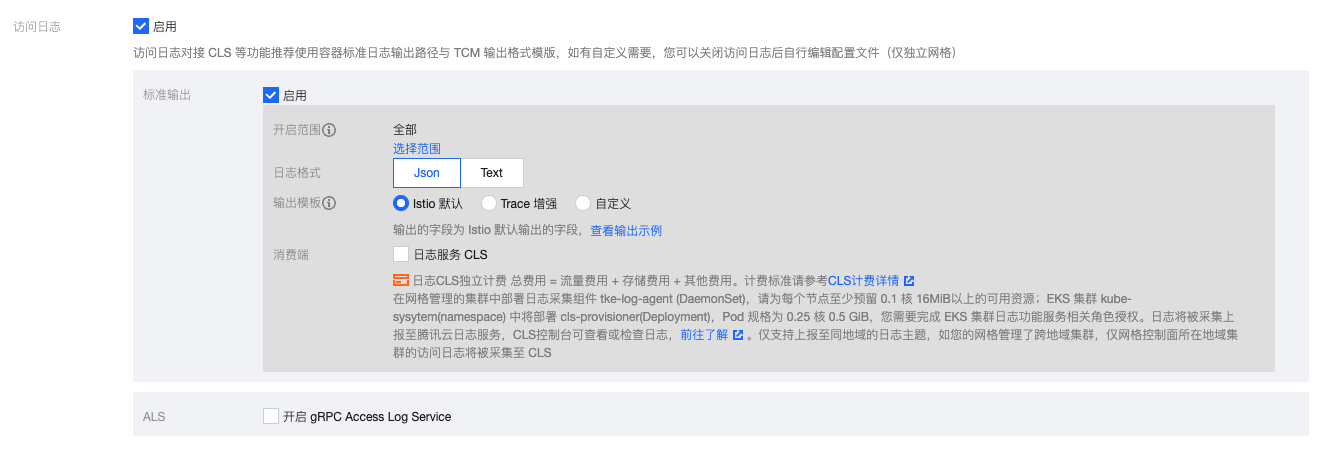 访问日志 启用
访问日志对接 CLS 等功能推荐使用容器标准日志输出路径与 TCM 输出格式模版，如有自定义需要，您可以关闭访问日志后自行编辑配置文件（仅独立网格）
标准输出 启用
开启范围 全部
选择范围
日志格式 Json Text
输出模板 Istio 默认 Trace 增强 自定义
输出的字段为 Istio 默认输出的字段，查看输出示例
消费端 日志服务 CLS
日志CLS独立计费 总费用 = 流量费用 + 存储费用 + 其他费用。计费标准请参考CLS计费详情
在网格管理的集群中部署日志采集组件 tke-log-agent (DaemonSet)，请为每个节点至少预留 0.1 核 16MiB以上的可用资源；EKS 集群 kube-
sysytem(namespace) 中将部署 cls-provisioner(Deployment)，Pod 规格为 0.25 核 0.5 GiB，您需要完成 EKS 集群日志功能服务相关角色授权。日志将被采集上
报至腾讯云日志服务，CLS控制台可查看或检查日志，前往了解 。仅支持上报至同地域的日志主题，如您的网格管理了跨地域集群，仅网格控制面所在地域集
群的访问日志将被采集至 CLS
ALS 开启 gRPC Access Log Service